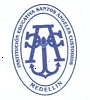 INSTITUCION EDUCATIVA SANTOS ANGELES CUSTODIOS
MEDELLIN